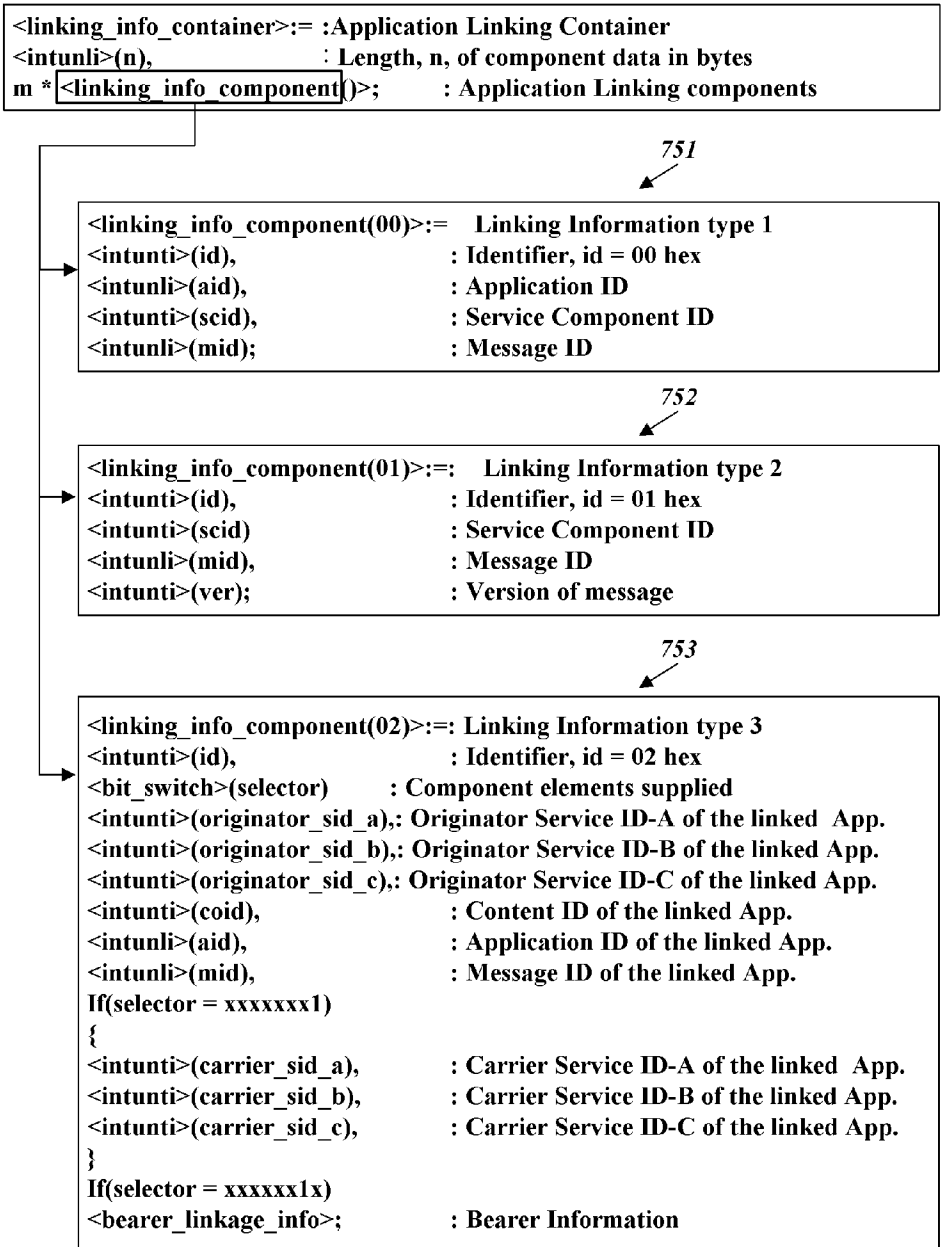 <linking_info_container>:= :Application Linking Container
<intunli>(n), : Length, n, of component data in bytes
m * <linking_info_component()>; : Application Linking components
751
<linking_info_component(00)>:= Linking Information type 1
<intunti>(id), : Identifier, id = 00 hex
<intunli>(aid), : Application ID
<intunti>(scid), : Service Component ID
<intunli>(mid); : Message ID
752
<linking_info_component(01)>:=: Linking Information type 2
<intunti>(id), : Identifier, id = 01 hex
<intunti>(scid) : Service Component ID
<intunli>(mid), : Message ID
<intunti>(ver); : Version of message
753
<linking_info_component(02)>:=: Linking Information type 3
<intunti>(id), : Identifier, id = 02 hex
<bit_switch>(selector) : Component elements supplied
<intunti>(originator_sid_a),: Originator Service ID-A of the linked App.
<intunti>(originator_sid_b),: Originator Service ID-B of the linked App.
<intunti>(originator_sid_c),: Originator Service ID-C of the linked App.
<intunti>(coid), : Content ID of the linked App.
<intunli>(aid), : Application ID of the linked App.
<intunli>(mid), : Message ID of the linked App.
If(selector = xxxxxxx1)
{
<intunti>(carrier_sid_a), : Carrier Service ID-A of the linked App.
<intunti>(carrier_sid_b), : Carrier Service ID-B of the linked App.
<intunti>(carrier_sid_c), : Carrier Service ID-C of the linked App.
}
If(selector = xxxxxx1x)
<bearer_linkage_info>; : Bearer Information